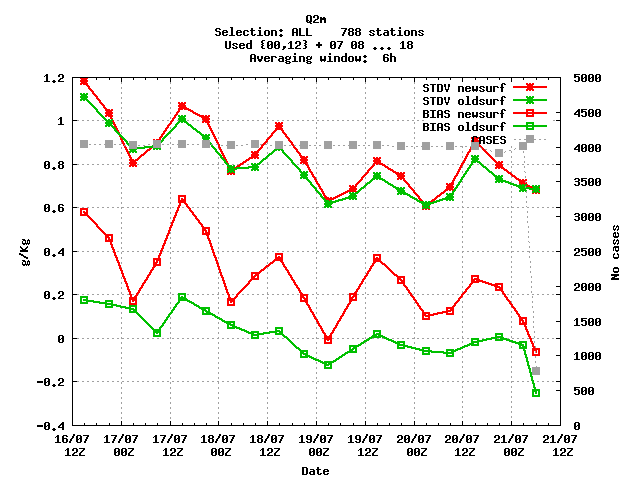 Q2m
Selection: ALL    788 stations
Used {00,12} + 07 08 ... 18
Averaging window:  6h
STDV newsurf
STDV oldsurf
BIAS newsurf
BIAS oldsurf
CASES
1.2
1
0.8
0.6
0.4
0.2
0
-0.2
-0.4
g/Kg
5000
4500
4000
3500
3000
2500
2000
1500
1000
500
0
No cases
16/07 17/07 17/07 18/07 18/07 19/07 19/07 20/07 20/07 21/07 21/07
12Z 00Z 12Z 00Z 12Z 00Z 12Z 00Z 12Z 00Z 12Z
Date